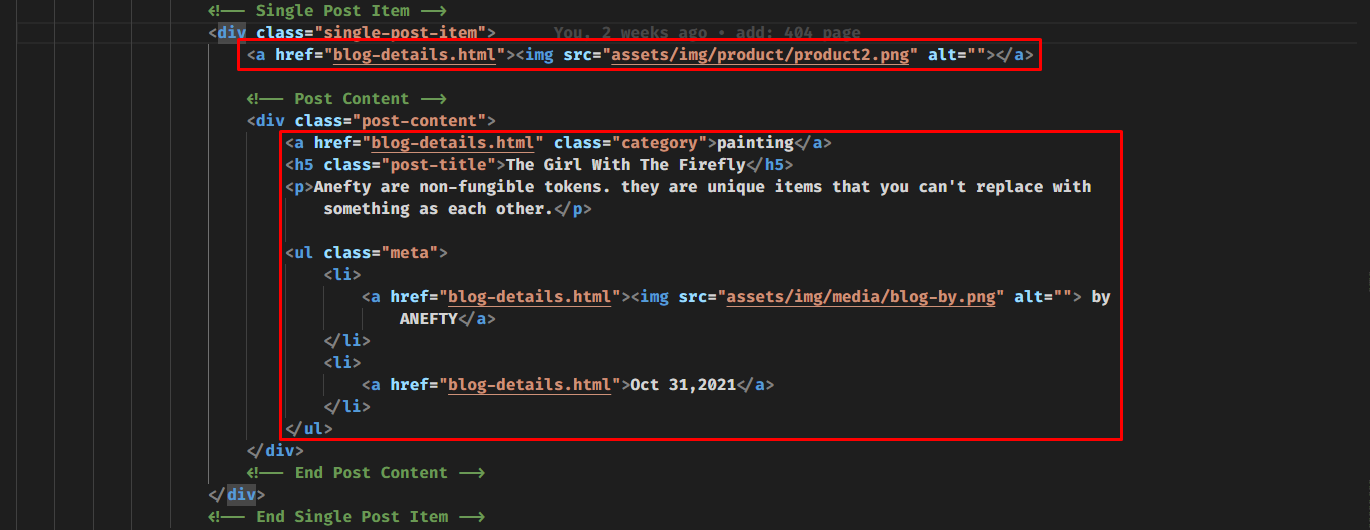 <!-- Single Post Item -->
<div class="single-post-item"> You, 2 weeks ago • add: 404 page
<a href="blog-details.html"><img src="assets/img/product/product2.png" alt=""></a>
<!-- Post Content -->
<div class="post-content">
<a href="blog-details.html" class="category">painting</a>
<h5 class="post-title">The Girl With The Firefly</h5>
<p>Anefty are non-fungible tokens. they are unique items that you can't replace with
something as each other.</p>
<ul class="meta">
<li>
<a href="blog-details.html"><img src="assets/img/media/blog-by.png" alt=""> by
ANEFTY</a>
</li>
<li>
<a href="blog-details.html">Oct 31,2021</a>
</li>
</ul>
</div>
<!-- End Post Content -->
</div>
<!-- End Single Post Item -->